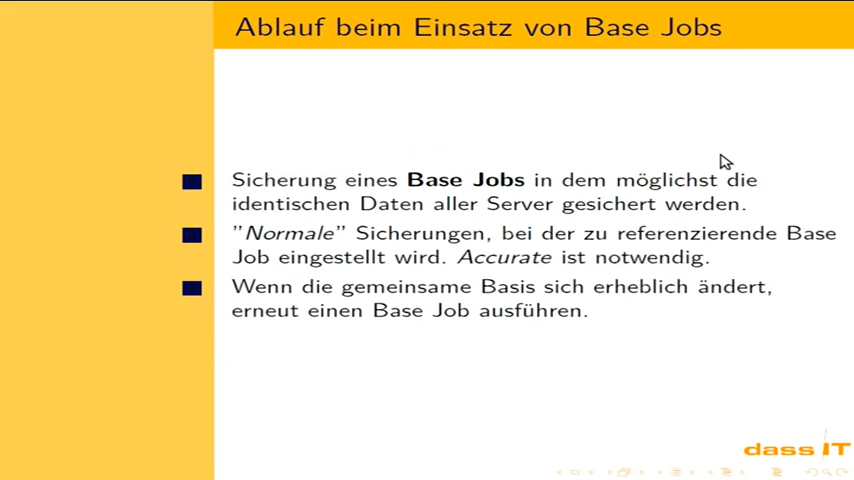 Ablauf beim Einsatz von Base Jobs
Sicherung eines Base Jobs in dem möglichst die
identischen Daten aller Server gesichert werden.
"Normale" Sicherungen, bei der zu referenzierende Base
Job eingestellt wird. Accurate ist notwendig.
Wenn die gemeinsame Basis sich erheblich ändert,
erneut einen Base Job ausführen.
dass IT